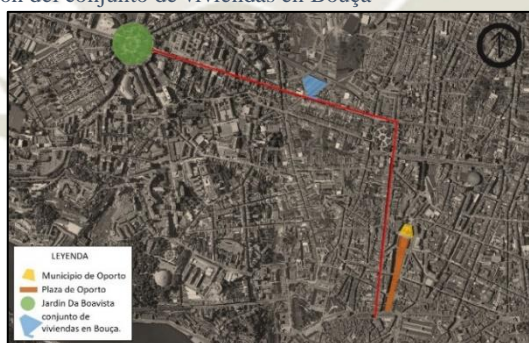 ión del conjunto de viviendas en Bouça
LEYENDA
Municipio de Oporto
Plaza de Oporto
Jardin Da Boavista
conjunto
de
viviendas en Bouça.